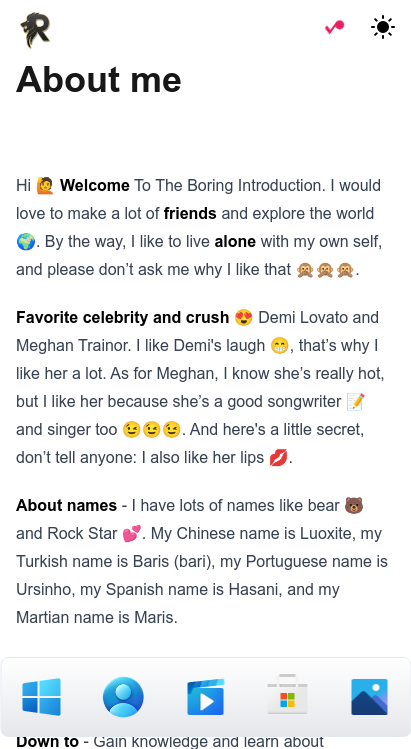 About me
Hi 🙋 Welcome To The Boring Introduction. I would
love to make a lot of friends and explore the world
🌍. By the way, I like to live alone with my own self,
and please don’t ask me why I like that 🙊🙊🙊.
Favorite celebrity and crush 😍 Demi Lovato and
Meghan Trainor. I like Demi's laugh 😁, that’s why I
like her a lot. As for Meghan, I know she’s really hot,
but I like her because she’s a good songwriter 📝
and singer too 😉😉😉. And here's a little secret,
don’t tell anyone: I also like her lips 💋.
About names - I have lots of names like bear 🐻
and Rock Star 💕. My Chinese name is Luoxite, my
Turkish name is Baris (bari), my Portuguese name is
Ursinho, my Spanish name is Hasani, and my
Martian name is Maris.
Down to - Gain knowledge and learn about